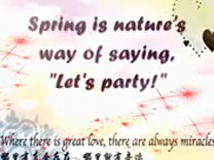 Spring is nature's
way of saying,
"Let's party!"
Where there is great love, there are always miracles